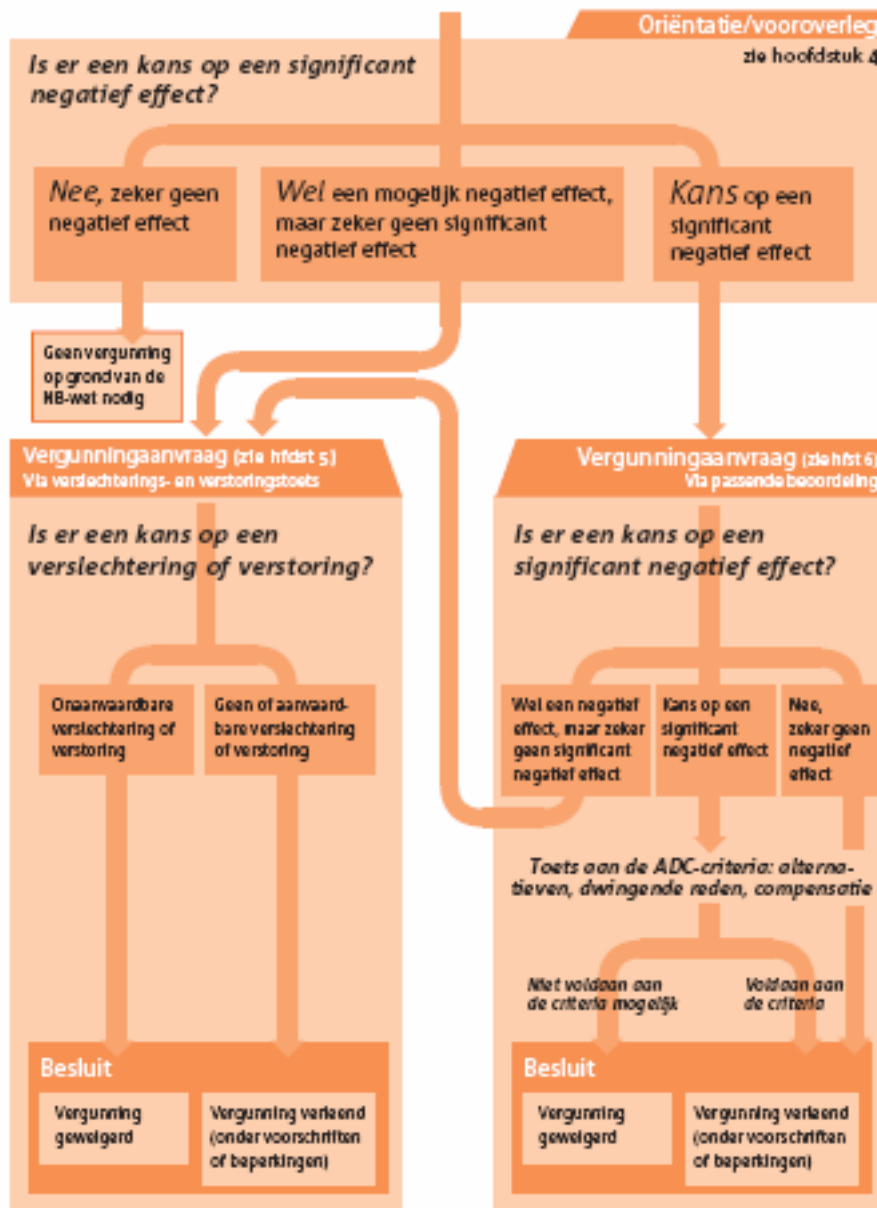 Oriëntatie/vooroverleg
zie hoofdstuk 4
Is er een kans op een significant
negatief effect?
Nee, zeker geen
negatief effect
Wel een mogelijk negatief effect,
maar zeker geen significant
negatief effect
Kans op een
significant
negatief effect
Geen vergunning
op grond van de
NB-wet nodig
Vergunningaanvraag (zie hfdst 5)
Via verslechterings- en verstoringstoets
Is er een kans op een
verslechtering of verstoring?
Onaanvaardbare
verslechtering of
verstoring
Geen of aanvaard-
bare verslechtering
of verstoring
Besluit
Vergunning
geweigerd
Vergunning verleend
(onder voorschriften
of beperkingen)
Vergunningaanvraag (zie hfst 6)
Via passende beoordeling
Is er een kans op een
significant negatief effect?
Wel een negatief
effect, maar zeker
geen significant
negatief effect
Kans op een
significant
negatief effect
Nee,
zeker geen
negatief
effect
Toets aan de ADC-criteria: alterna-
tieven, dwingende reden, compensatie
Niet voldaan aan
de criteria mogelijk
Voldaan aan
de criteria
Besluit
Vergunning
geweigerd
Vergunning verleend
(onder voorschriften
of beperkingen)